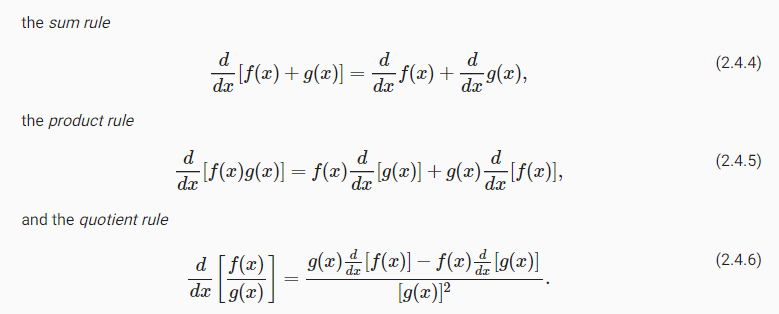 the sum rule
d/dx [f(x) + g(x)] = d/dx f(x) + d/dx g(x), (2.4.4)
the product rule
d/dx [f(x)g(x)] = f(x) d/dx [g(x)] + g(x) d/dx [f(x)], (2.4.5)
and the quotient rule
d/dx [f(x)/g(x)] = (g(x) d/dx [f(x)] − f(x) d/dx [g(x)]) / [g(x)]². (2.4.6)